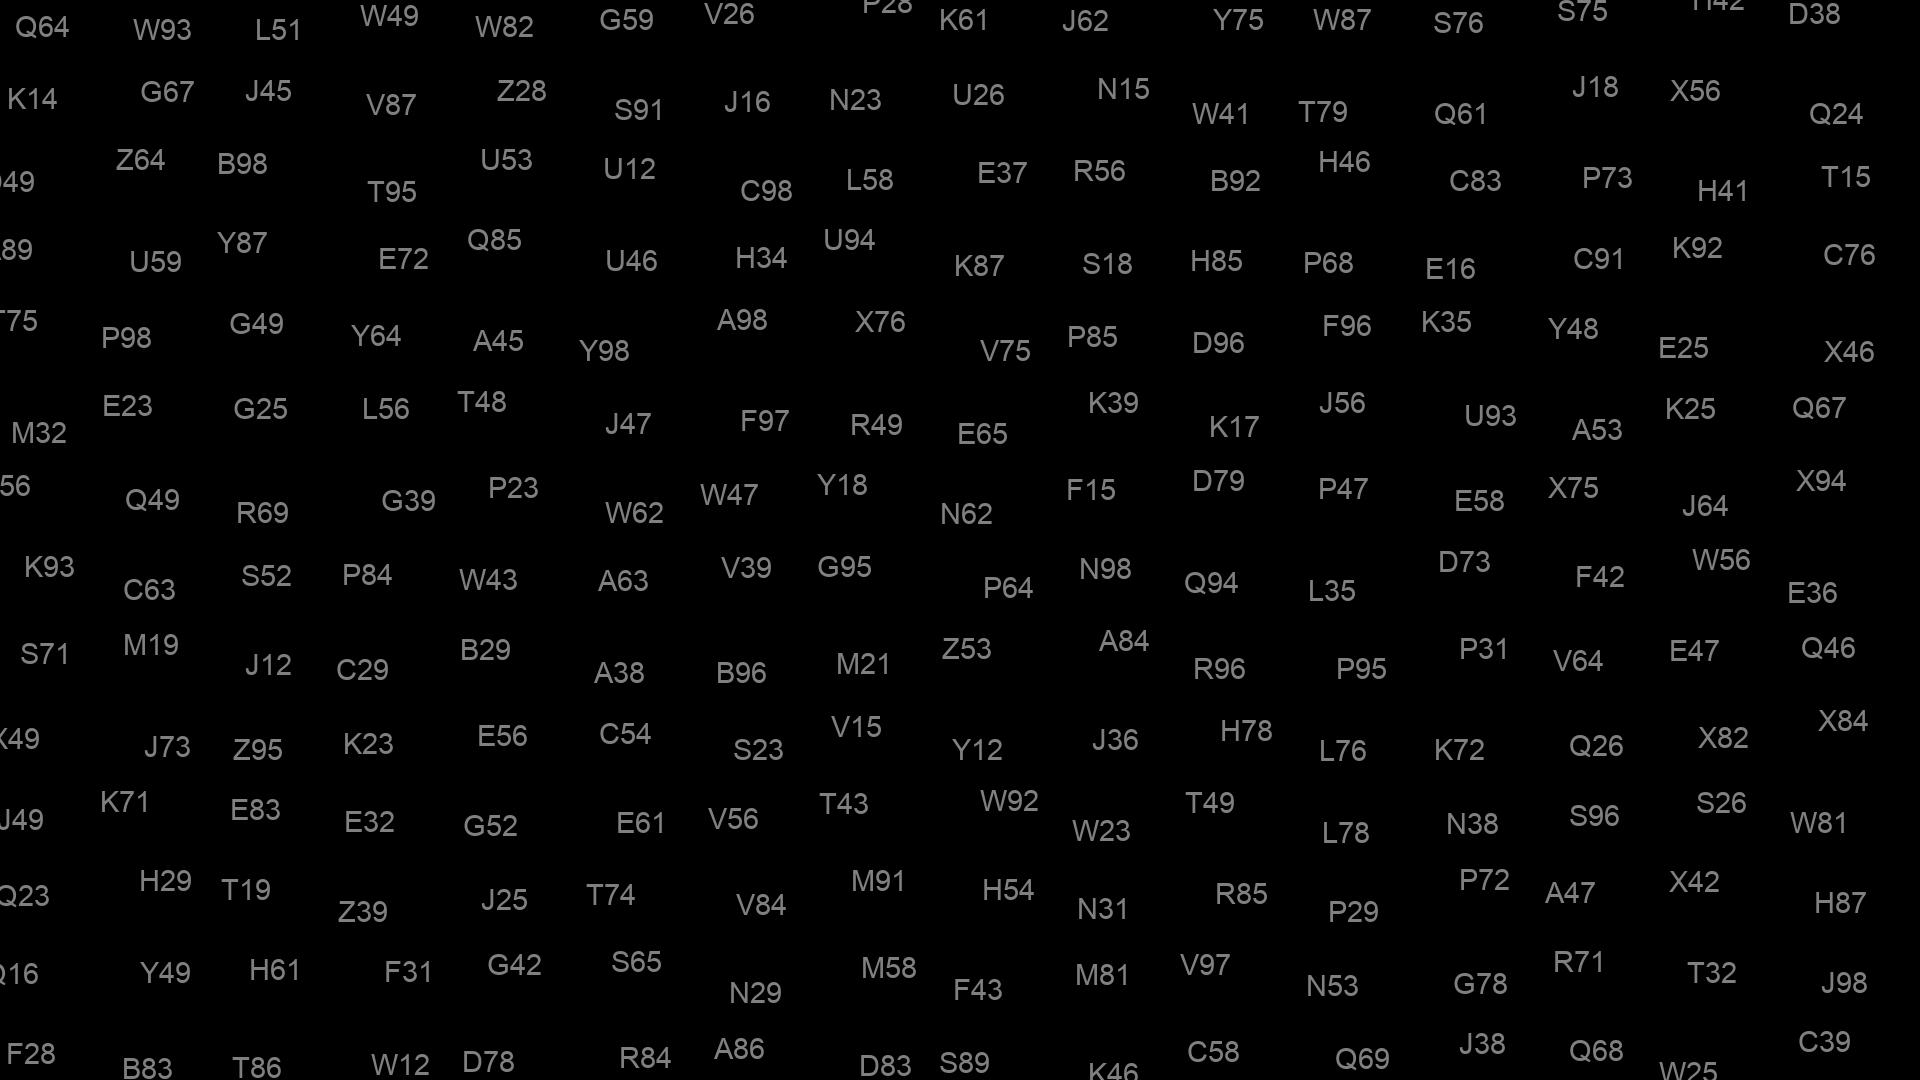 Q64 W93 L51 W49 W82 G59 V26 P28 K61 J62 Y75 W87 S76 S75 H42 D38
K14 G67 J45 V87 Z28 S91 J16 N23 U26 N15 W41 T79 Q61 J18 X56 Q24
49 Z64 B98 T95 U53 U12 C98 L58 E37 R56 B92 H46 C83 P73 H41 T15
89 U59 Y87 E72 Q85 U46 H34 U94 K87 S18 H85 P68 E16 C91 K92 C76
T75 P98 G49 Y64 A45 Y98 A98 X76 V75 P85 D96 F96 K35 Y48 E25 X46
M32 E23 G25 L56 T48 J47 F97 R49 E65 K39 K17 J56 U93 A53 K25 Q67
56 Q49 R69 G39 P23 W62 W47 Y18 N62 F15 D79 P47 E58 X75 J64 X94
K93 C63 S52 P84 W43 A63 V39 G95 P64 N98 Q94 L35 D73 F42 W56 E36
S71 M19 J12 C29 B29 A38 B96 M21 Z53 A84 R96 P95 P31 V64 E47 Q46
X49 J73 Z95 K23 E56 C54 S23 V15 Y12 J36 H78 L76 K72 Q26 X82 X84
J49 K71 E83 E32 G52 E61 V56 T43 W92 W23 T49 L78 N38 S96 S26 W81
Q23 H29 T19 Z39 J25 T74 V84 M91 H54 N31 R85 P29 P72 A47 X42 H87
Q16 Y49 H61 F31 G42 S65 N29 M58 F43 M81 V97 N53 G78 R71 T32 J98
F28 B83 T86 W12 D78 R84 A86 D83 S89 K46 C58 Q69 J38 Q68 W25 C39